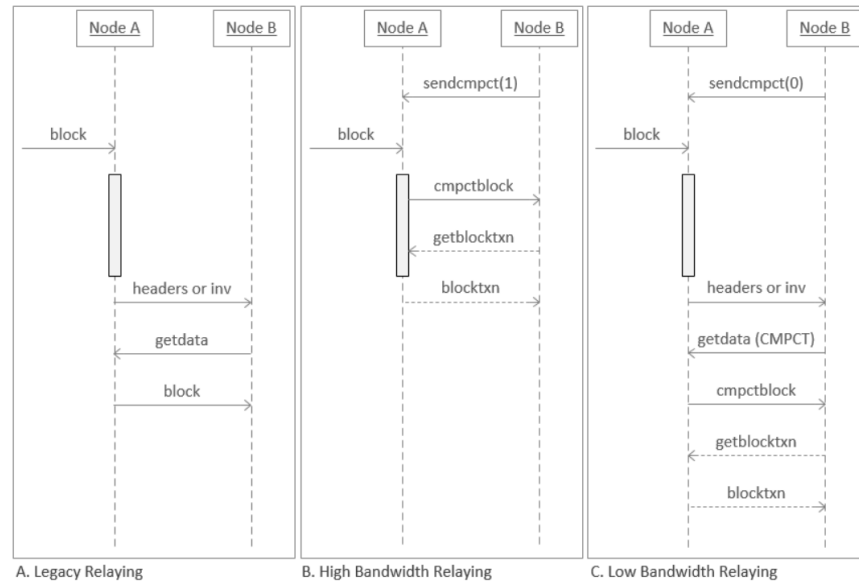 Node A
Node B
block
headers or inv
getdata
block
A. Legacy Relaying
Node A
Node B
sendcmpct(1)
block
cmpctblock
getblocktxn
blocktxn
B. High Bandwidth Relaying
Node A
Node B
sendcmpct(0)
block
headers or inv
getdata (CMPCT)
cmpctblock
getblocktxn
blocktxn
C. Low Bandwidth Relaying